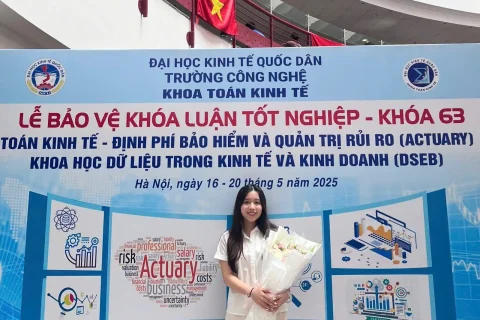 ĐẠI HỌC KINH TẾ QUỐC DÂN
TRƯỜNG CÔNG NGHỆ
KHOA TOÁN KINH TẾ
LỄ BẢO VỆ KHÓA LUẬN TỐT NGHIỆP - KHÓA 63
TOÁN KINH TẾ - ĐỊNH PHÍ BẢO HIỂM VÀ QUẢN TRỊ RỦI RO (ACTUARY)
KHOA HỌC DỮ LIỆU TRONG KINH TẾ VÀ KINH DOANH (DSEB)
Hà Nội, ngày 16 - 20 tháng 5 năm 2025
financial
professional
risk
salary
valuation
Actuary
costs
business
uncertainty